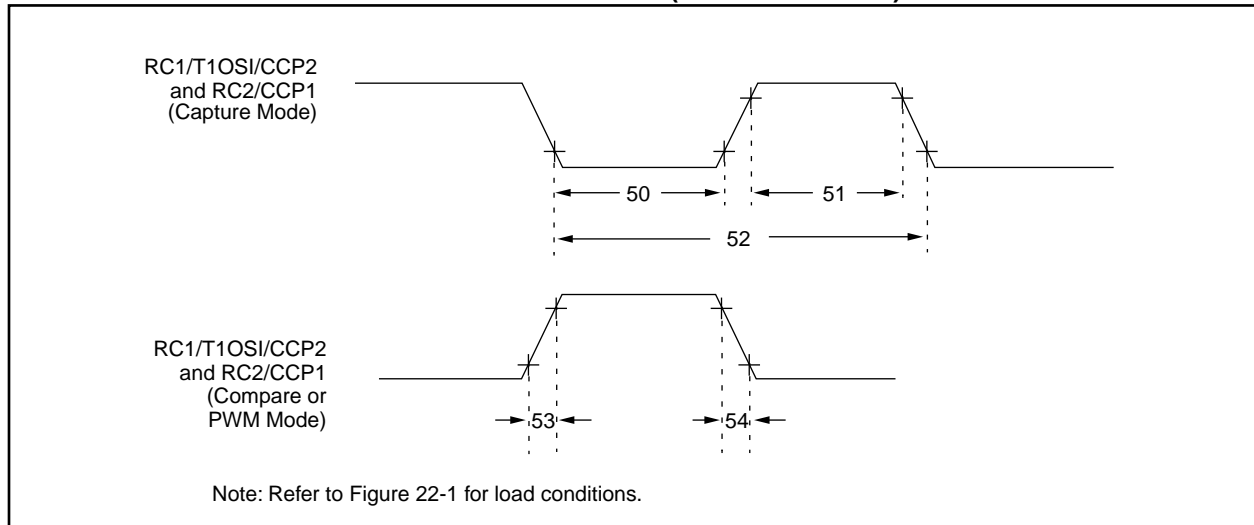 RC1/T1OSI/CCP2
and RC2/CCP1
(Capture Mode)
50
51
52
RC1/T1OSI/CCP2
and RC2/CCP1
(Compare or
PWM Mode)
53
54
Note: Refer to Figure 22-1 for load conditions.